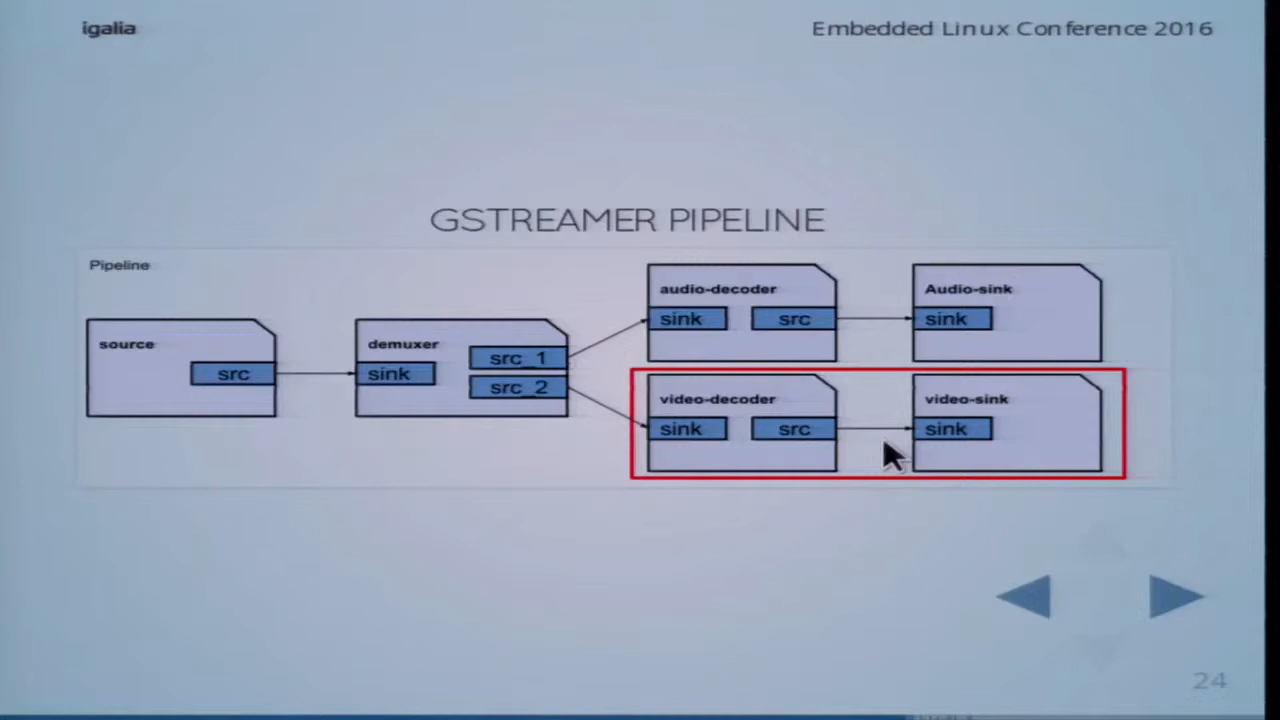 igalia
Embedded Linux Conference 2016
GSTREAMER PIPELINE
Pipeline
source
src
demuxer
sink
src_1
src_2
audio-decoder
sink
src
Audio-sink
sink
video-decoder
sink
src
video-sink
sink
24